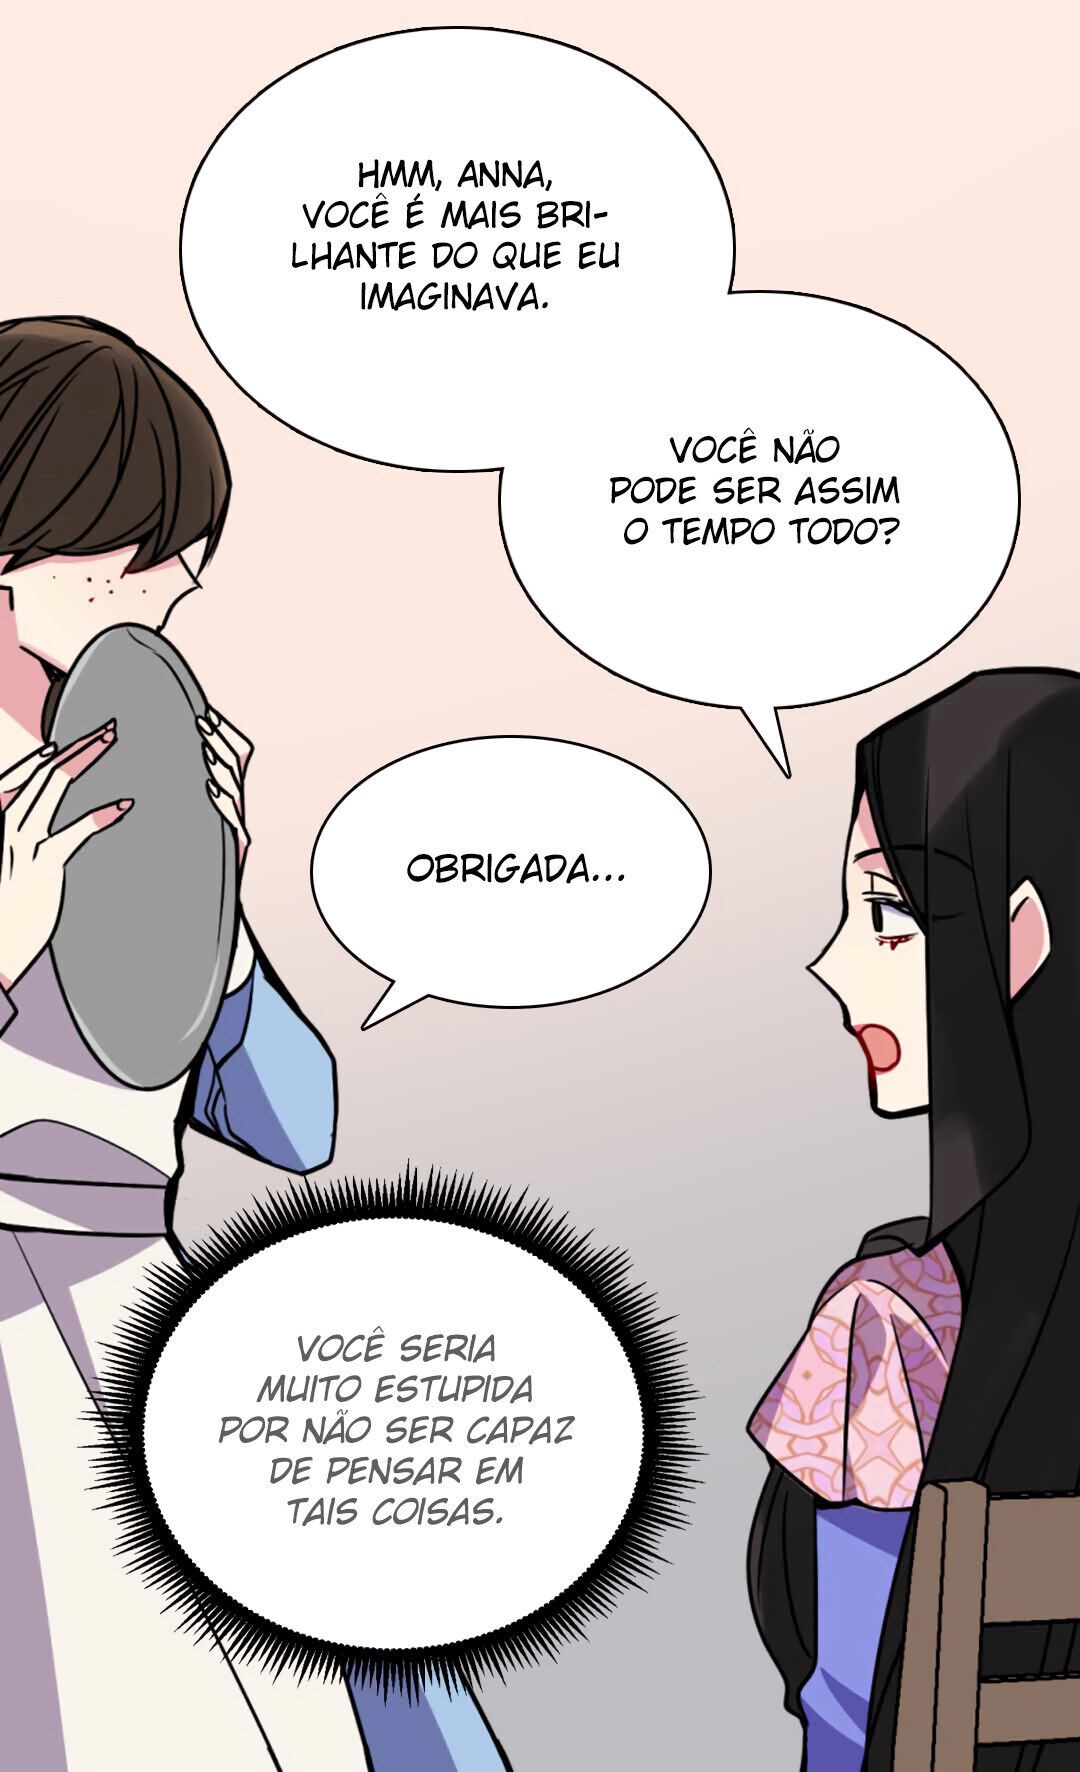 HMM, ANNA,
VOCÊ É MAIS BRI-
LHANTE DO QUE EU
IMAGINAVA.
VOCÊ NÃO
PODE SER ASSIM
O TEMPO TODO?
OBRIGADA...
VOCÊ SERIA
MUITO ESTUPIDA
POR NÃO SER CAPAZ
DE PENSAR EM
TAIS COISAS.